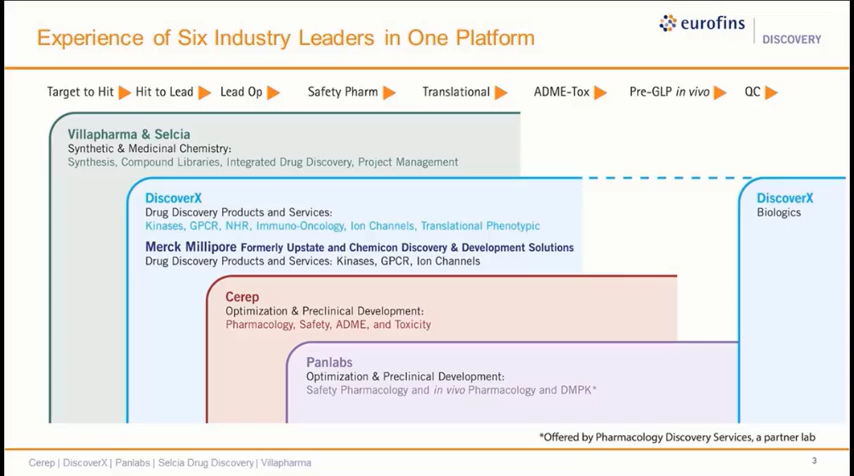 Experience of Six Industry Leaders in One Platform
eurofins
DISCOVERY
Target to Hit Hit to Lead Lead Op Safety Pharm Translational ADME-Tox Pre-GLP in vivo QC
Villapharma & Selcia
Synthetic & Medicinal Chemistry:
Synthesis, Compound Libraries, Integrated Drug Discovery, Project Management
DiscoverX
Drug Discovery Products and Services:
Kinases, GPCR, NHR, Immuno-Oncology, Ion Channels, Translational Phenotypic
Merck Millipore Formerly Upstate and Chemicon Discovery & Development Solutions
Drug Discovery Products and Services: Kinases, GPCR, Ion Channels
DiscoverX
Biologics
Cerep
Optimization & Preclinical Development:
Pharmacology, Safety, ADME, and Toxicity
Panlabs
Optimization & Preclinical Development:
Safety Pharmacology and in vivo Pharmacology and DMPK*
*Offered by Pharmacology Discovery Services, a partner lab
Cerep | DiscoverX | Panlabs | Selcia Drug Discovery | Villapharma
3